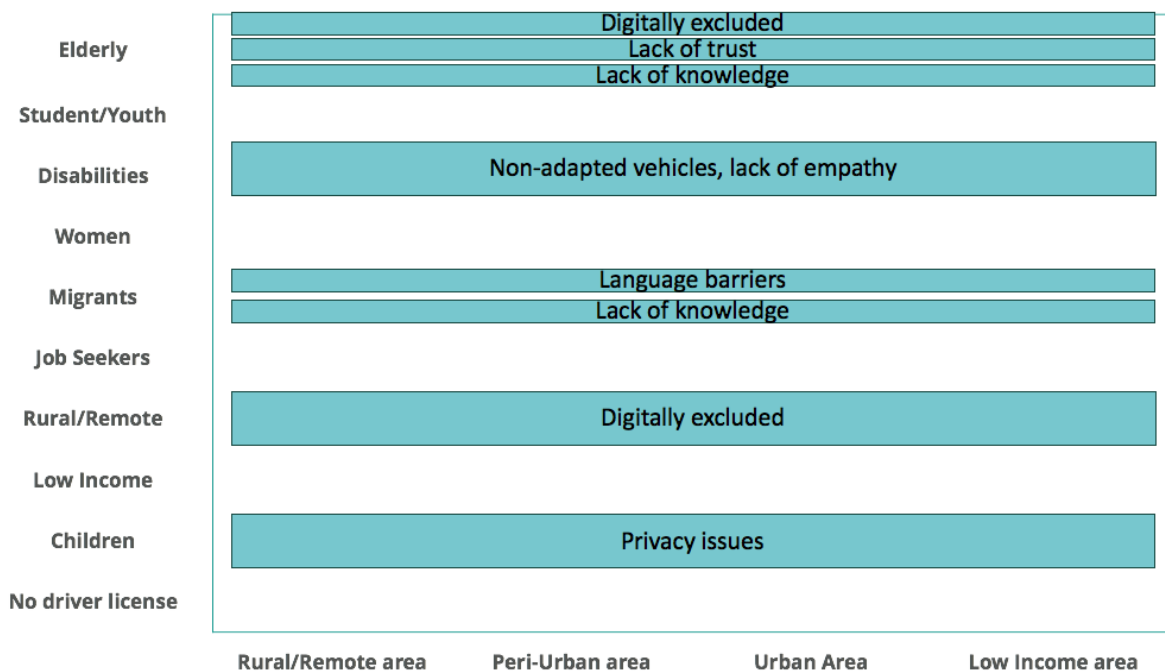 Digitally excluded
Elderly
Lack of trust
Lack of knowledge
Student/Youth
Non-adapted vehicles, lack of empathy
Disabilities
Women
Language barriers
Migrants
Lack of knowledge
Job Seekers
Rural/Remote
Digitally excluded
Low Income
Children
Privacy issues
No driver license
Rural/Remote area
Peri-Urban area
Urban Area
Low Income area